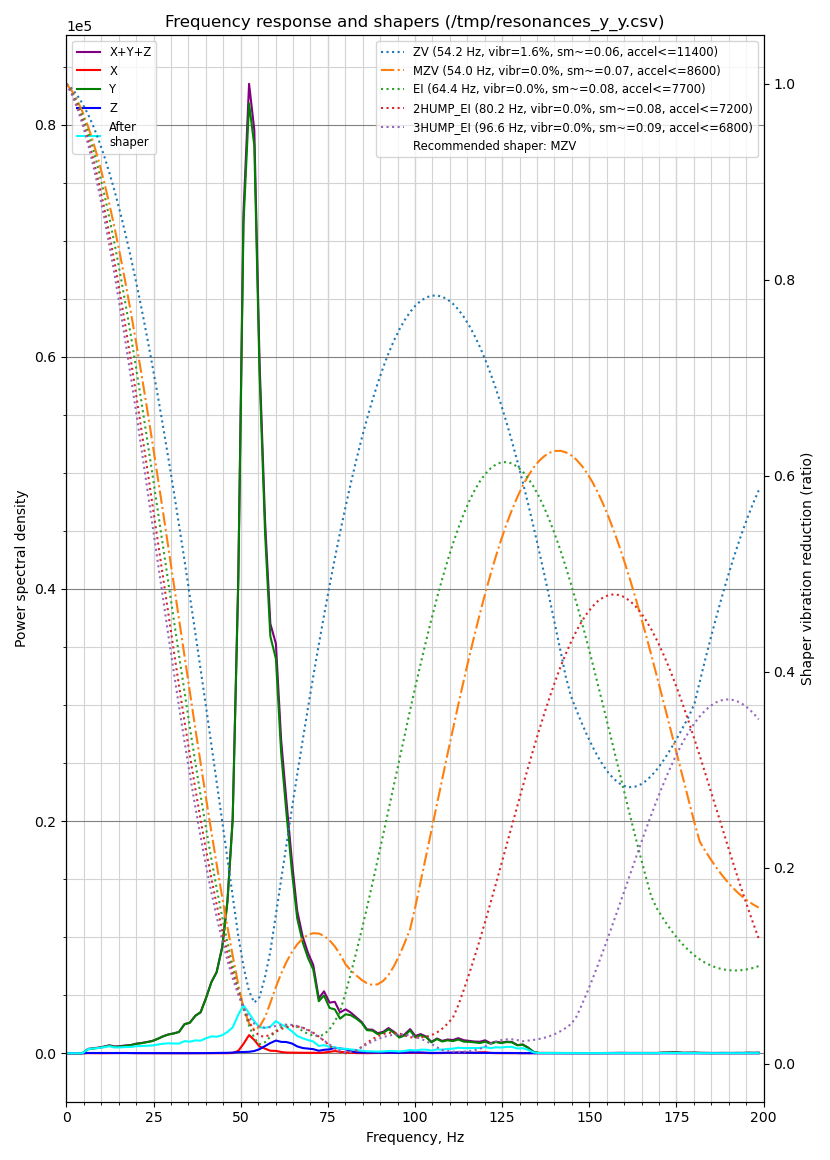 Frequency response and shapers (/tmp/resonances_y_y.csv)
1e5
X+Y+Z
X
Y
Z
After
shaper
ZV (54.2 Hz, vibr=1.6%, sm~=0.06, accel<=11400)
MZV (54.0 Hz, vibr=0.0%, sm~=0.07, accel<=8600)
EI (64.4 Hz, vibr=0.0%, sm~=0.08, accel<=7700)
2HUMP_EI (80.2 Hz, vibr=0.0%, sm~=0.08, accel<=7200)
3HUMP_EI (96.6 Hz, vibr=0.0%, sm~=0.09, accel<=6800)
Recommended shaper: MZV
Power spectral density
0.8
0.6
0.4
0.2
0.0
1.0
0.8
0.6
0.4
0.2
0.0
Shaper vibration reduction (ratio)
0 25 50 75 100 125 150 175 200
Frequency, Hz